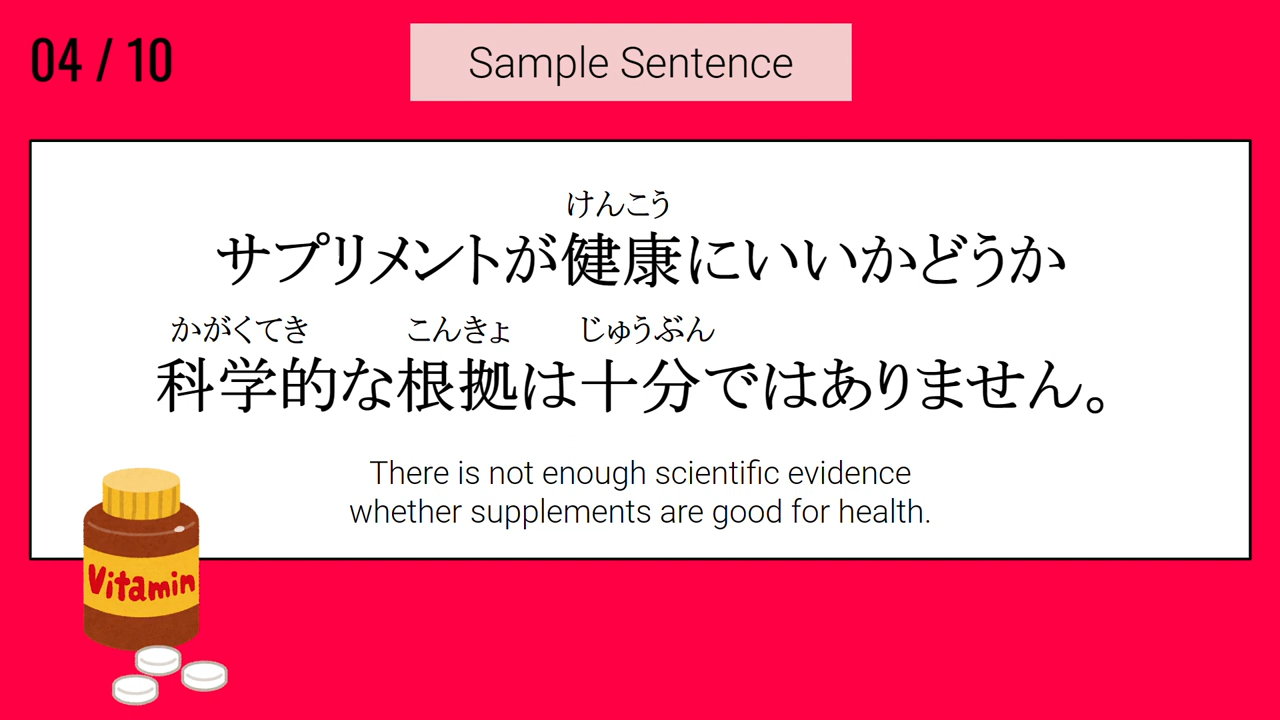 04 / 10
Sample Sentence
けんこう
サプリメントが健康にいいかどうか
かがくてき こんきょ じゅうぶん
科学的な根拠は十分ではありません。
There is not enough scientific evidence
whether supplements are good for health.
Vitamin